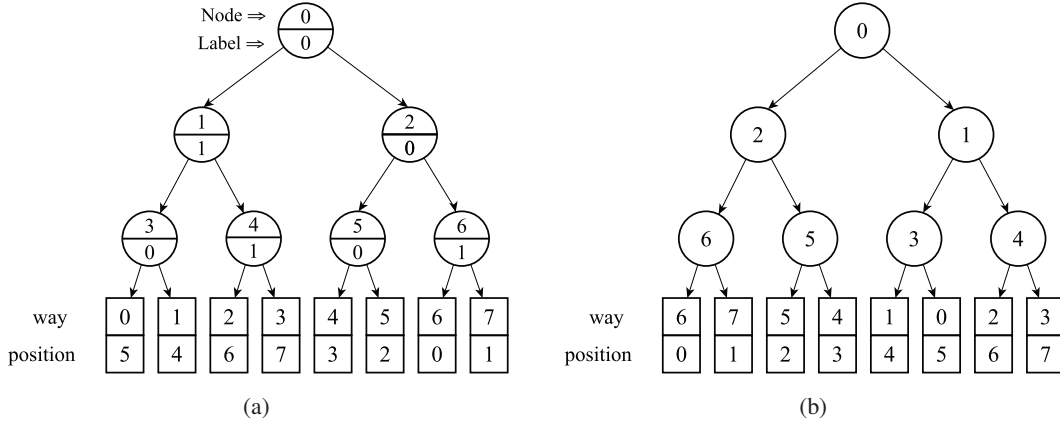 Node ⇒ 0 0
Label ⇒ 0 2 1
1 2
1 0
3 4 5 6 6 5 3 4
0 1 0 1
way 0 1 2 3 4 5 6 7 way 6 7 5 4 1 0 2 3
position 5 4 6 7 3 2 0 1 position 0 1 2 3 4 5 6 7
(a) (b)